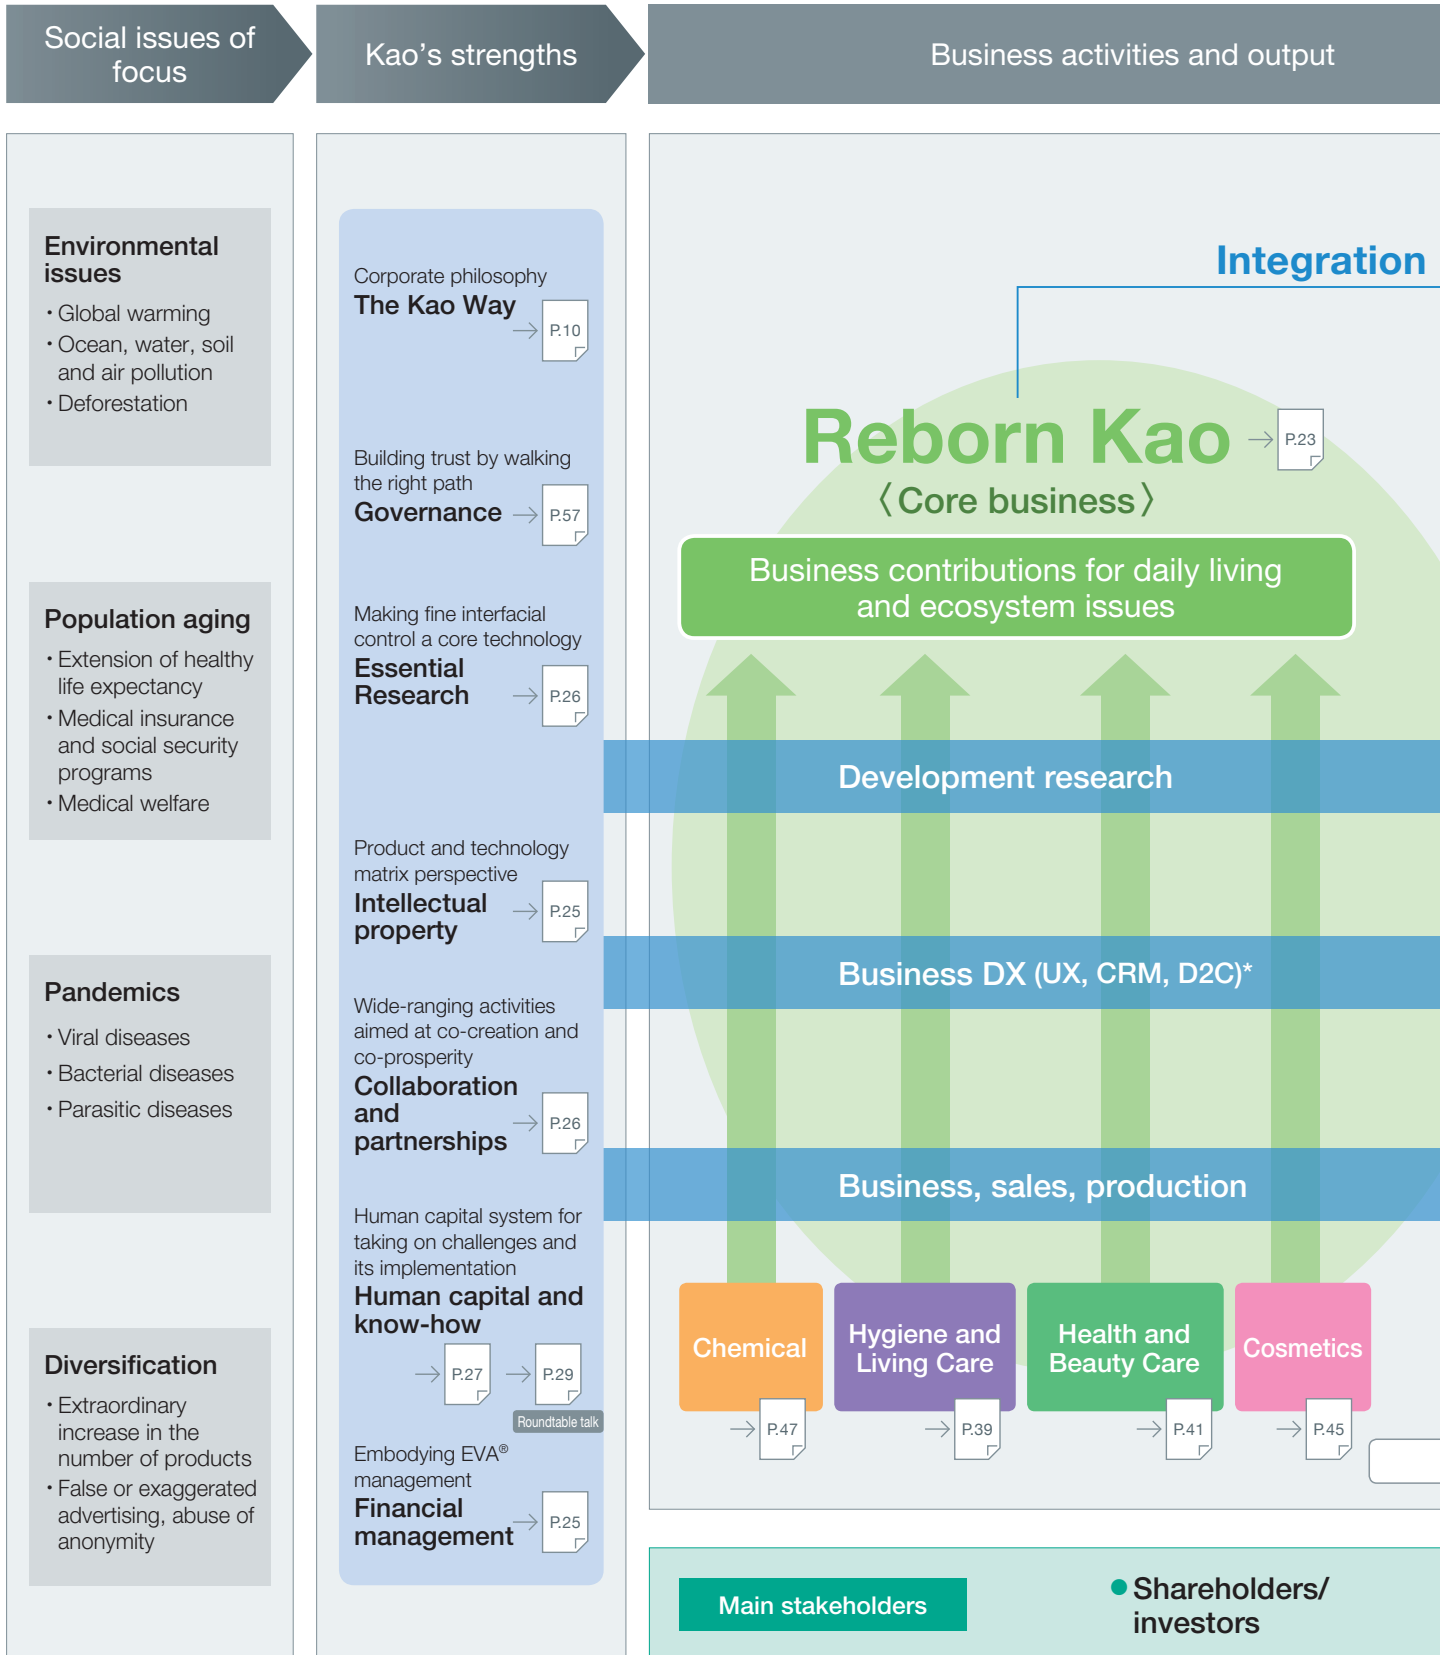 Social issues of
focus
Kao's strengths
Business activities and output
Environmental
issues
・Global warming
・Ocean, water, soil
and air pollution
・Deforestation
Population aging
・Extension of healthy
life expectancy
・Medical insurance
and social security
programs
・Medical welfare
Pandemics
・Viral diseases
・Bacterial diseases
・Parasitic diseases
Diversification
・Extraordinary
increase in the
number of products
・False or exaggerated
advertising, abuse of
anonymity
Corporate philosophy
The Kao Way
→ P.10
Building trust by walking
the right path
Governance → P.57
Making fine interfacial
control a core technology
Essential
Research → P.26
Product and technology
matrix perspective
Intellectual
property → P.25
Wide-ranging activities
aimed at co-creation and
co-prosperity
Collaboration
and
partnerships → P.26
Human capital system for
taking on challenges and
its implementation
Human capital and
know-how
→ P.27 → P.29
Roundtable talk
Embodying EVA®
management
Financial
management → P.25
Integration
Reborn Kao → P.23
〈Core business〉
Business contributions for daily living
and ecosystem issues
Development research
Business DX (UX, CRM, D2C)*
Business, sales, production
Chemical
→ P.47
Hygiene and
Living Care
→ P.39
Health and
Beauty Care
→ P.41
Cosmetics
→ P.45
Main stakeholders
● Shareholders/
investors